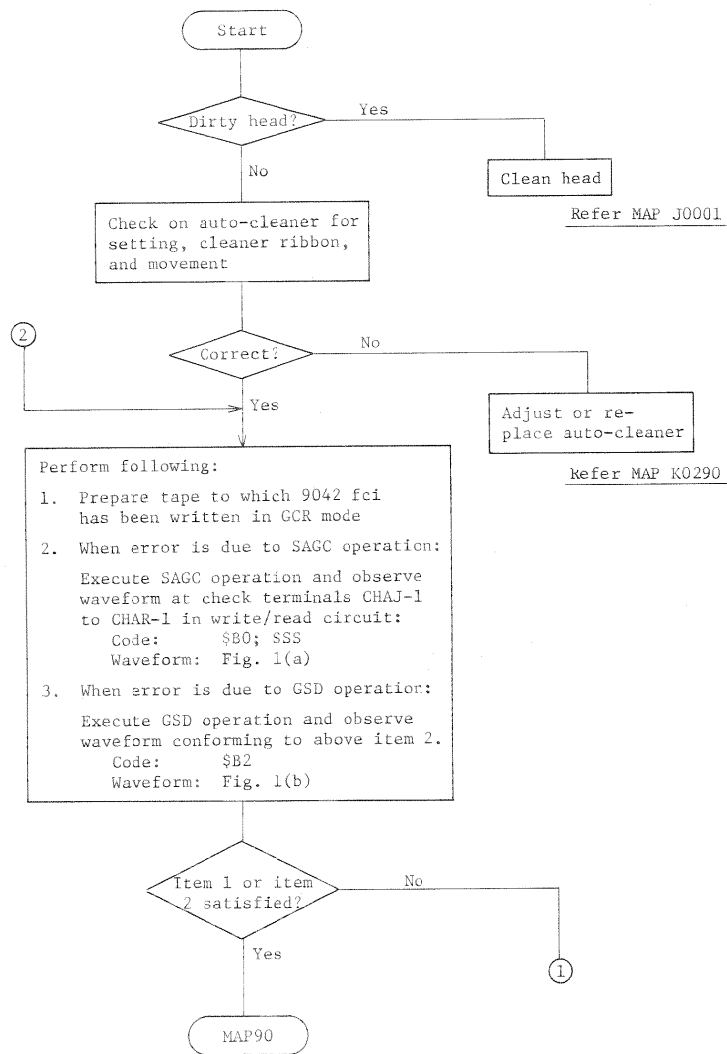 Start
Dirty head?
Yes
No
Clean head
Refer MAP J0001
Check on auto-cleaner for
setting, cleaner ribbon,
and movement
2
Correct?
No
Yes
Adjust or re-
place auto-cleaner
Refer MAP K0290
Perform following:
1. Prepare tape to which 9042 fci
has been written in GCR mode
2. When error is due to SAGC operation:
Execute SAGC operation and observe
waveform at check terminals CHAJ-1
to CHAR-1 in write/read circuit:
Code: $B0; SSS
Waveform: Fig. 1(a)
3. When error is due to GSD operation:
Execute GSD operation and observe
waveform conforming to above item 2.
Code: $B2
Waveform: Fig. 1(b)
Item 1 or item
2 satisfied?
No
Yes
1
MAP90